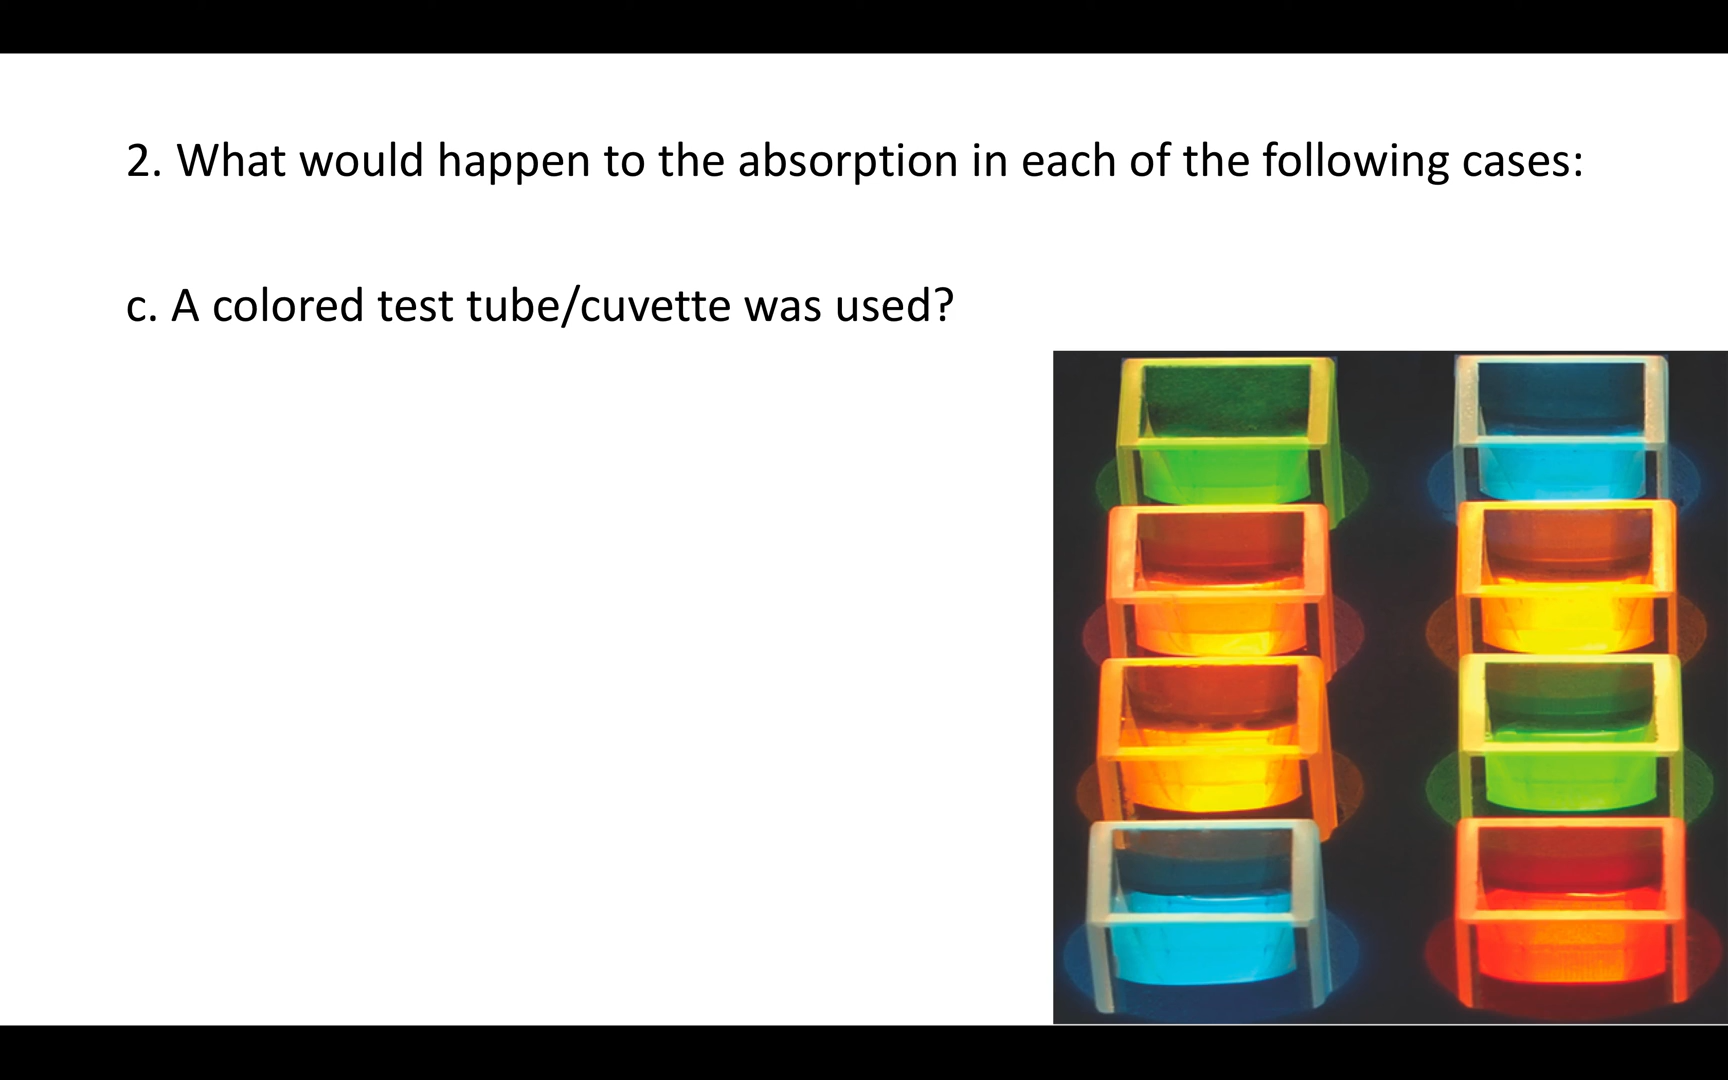 2. What would happen to the absorption in each of the following cases:
c. A colored test tube/cuvette was used?